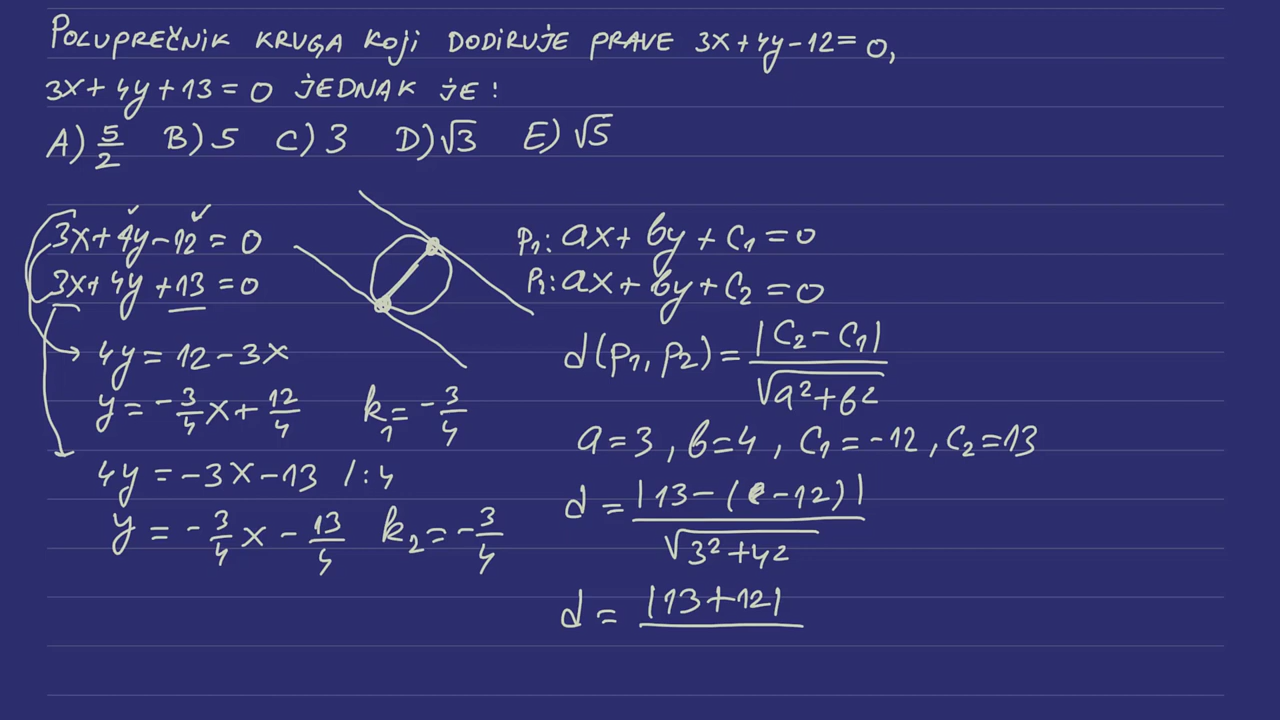 POLUPREČNIK KRUGA KOJI DODIRUJE PRAVE 3x+4y-12=0,
3x+4y+13=0 JEDNAK JE:
A) 5/2 B) 5 C) 3 D) √3 E) √5
3x+4y-12=0
3x+4y+13=0
4y=12-3x
y=-3/4x+12/4 k₁=-3/4
4y=-3x-13 /:4
y=-3/4x-13/4 k₂=-3/4
p₁: ax+by+c₁=0
p₂: ax+by+c₂=0
d(p₁,p₂)=|c₂-c₁|/√a²+b²
a=3, b=4, c₁=-12, c₂=13
d=|13-(-12)|/√3²+4²
d=|13+12|